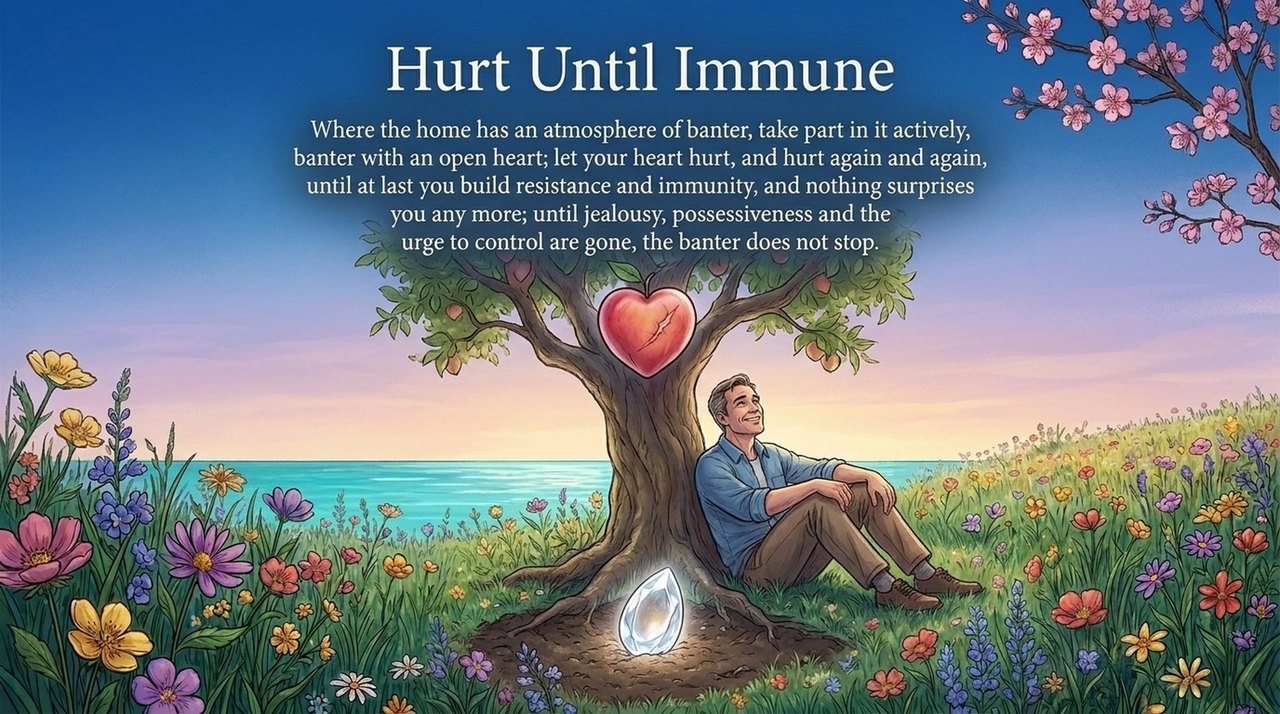 Hurt Until Immune
Where the home has an atmosphere of banter, take part in it actively,
banter with an open heart; let your heart hurt, and hurt again and again,
until at last you build resistance and immunity, and nothing surprises
you any more; until jealousy, possessiveness and the
urge to control are gone, the banter does not stop.